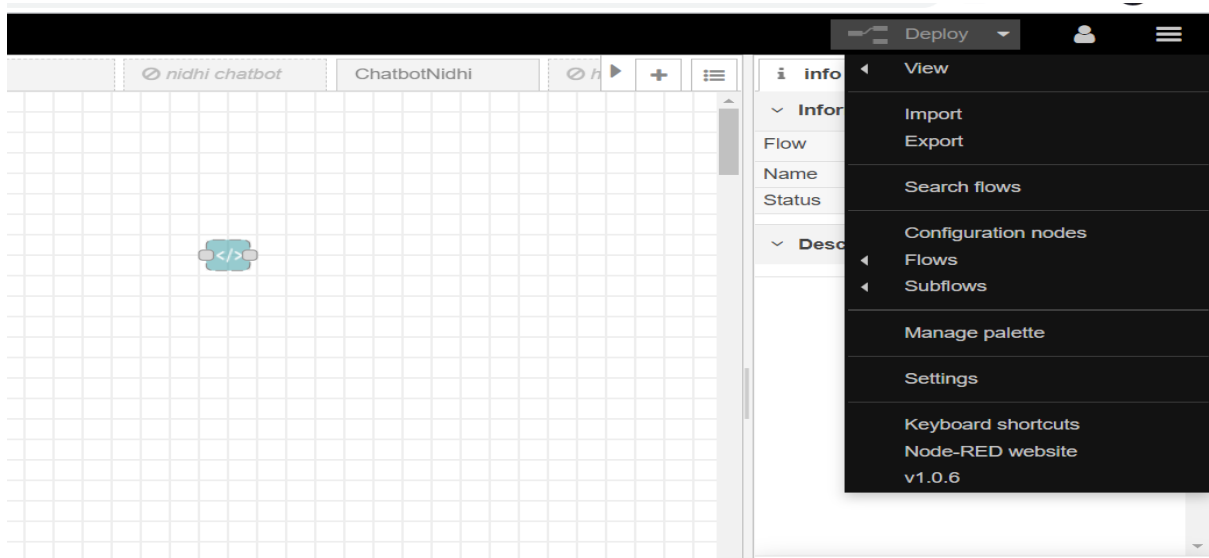 Deploy
nidhi chatbot
ChatbotNidhi
h
i info
View
Infor
Import
Flow
Export
Name
Search flows
Status
Configuration nodes
Desc
Flows
</>
Subflows
Manage palette
Settings
Keyboard shortcuts
Node-RED website
v1.0.6